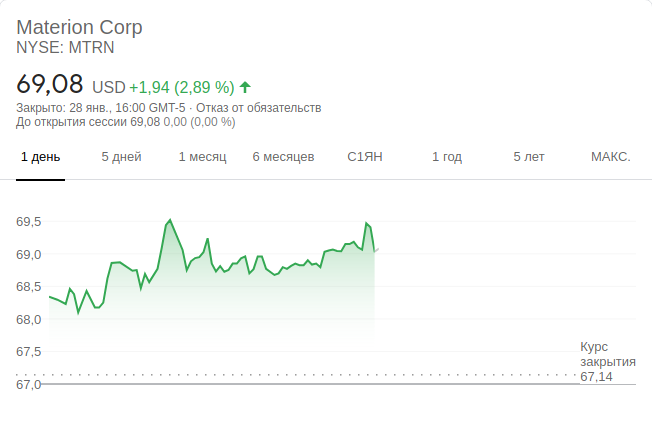 Materion Corp
NYSE: MTRN
69,08 USD +1,94 (2,89 %)
Закрыто: 28 янв., 16:00 GMT-5 · Отказ от обязательств
До открытия сессии 69,08 0,00 (0,00 %)
1 день 5 дней 1 месяц 6 месяцев С1ЯН 1 год 5 лет МАКС.
69,5
69,0
68,5
68,0
67,5
67,0
Курс
закрытия
67,14